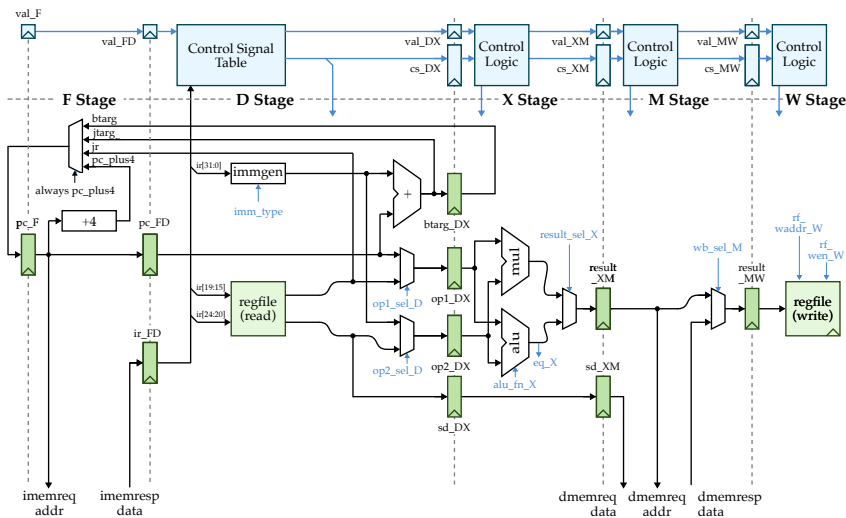 val_F
val_FD
Control Signal
Table
val_DX
cs_DX
Control
Logic
val_XM
cs_XM
Control
Logic
val_MW
cs_MW
Control
Logic
F Stage
D Stage
X Stage
M Stage
W Stage
btarg
jtarg
jr
pc_plus4
always pc_plus4
ir[31:0]
immgen
imm_type
+
btarg_DX
pc_F
+4
pc_FD
ir[19:15]
ir[24:20]
regfile
(read)
op1_sel_D
op1_DX
op2_sel_D
op2_DX
mul
alu
alu_fn_X
eq_X
result_sel_X
result
_XM
wb_sel_M
result
_MW
rf_
waddr_W
rf_
wen_W
regfile
(write)
ir_FD
sd_DX
sd_XM
imemreq
addr
imemresp
data
dmemreq
data
dmemreq
addr
dmemresp
data